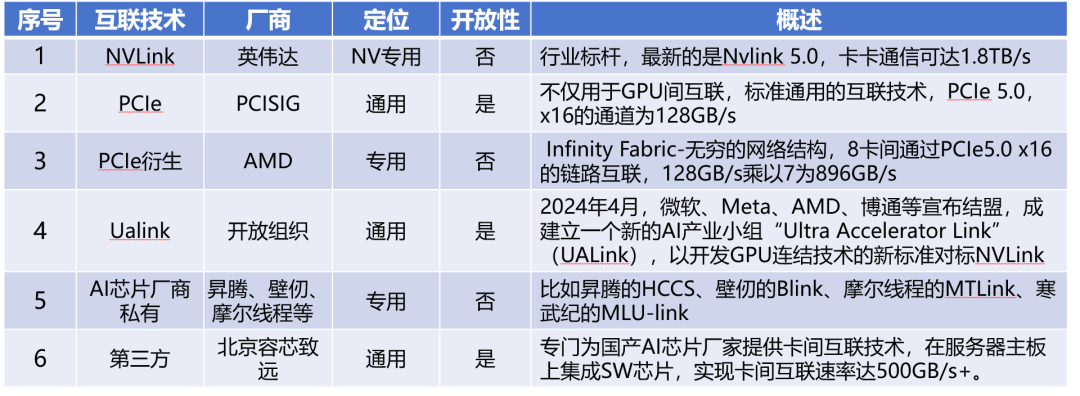 序号 互联技术 厂商 定位 开放性 概述
1 NVLink 英伟达 NV专用 否 行业标杆，最新的是Nvlink 5.0，卡卡通信可达1.8TB/s
2 PCIe PCISIG 通用 是 不仅用于GPU间互联，标准通用的互联技术，PCIe 5.0，
x16的通道为128GB/s
3 PCIe衍生 AMD 专用 否 Infinity Fabric-无穷的网络结构，8卡间通过PCIe5.0 x16
的链路互联，128GB/s乘以7为896GB/s
4 Ualink 开放组织 通用 是 2024年4月，微软、Meta、AMD、博通等宣布结盟，成
建立一个新的AI产业小组“Ultra Accelerator Link”
（UALink），以开发GPU连结技术的新标准对标NVLink
5 AI芯片厂商
私有 昇腾、壁仞、
摩尔线程等 专用 否 比如昇腾的HCCS、壁仞的Blink、摩尔线程的MTLink、寒
武纪的MLU-link
6 第三方 北京容芯致
远 通用 是 专门为国产AI芯片厂家提供卡间互联技术，在服务器主板
上集成SW芯片，实现卡间互联速率达500GB/s+。